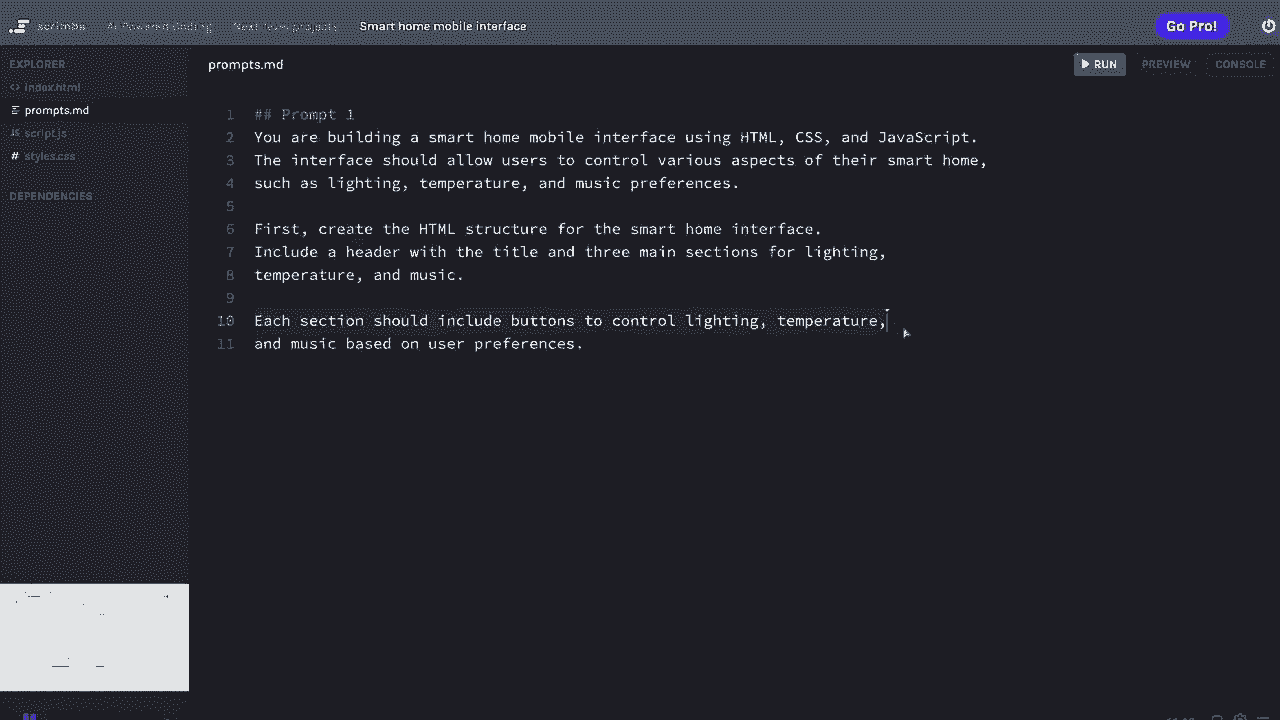 scrimba AI-Powered Coding Next-level projects Smart home mobile interface Go Pro!
EXPLORER
index.html
prompts.md
script.js
styles.css
DEPENDENCIES
prompts.md RUN PREVIEW CONSOLE
1 ## Prompt 1
2 You are building a smart home mobile interface using HTML, CSS, and JavaScript.
3 The interface should allow users to control various aspects of their smart home,
4 such as lighting, temperature, and music preferences.
5
6 First, create the HTML structure for the smart home interface.
7 Include a header with the title and three main sections for lighting,
8 temperature, and music.
9
10 Each section should include buttons to control lighting, temperature,
11 and music based on user preferences.